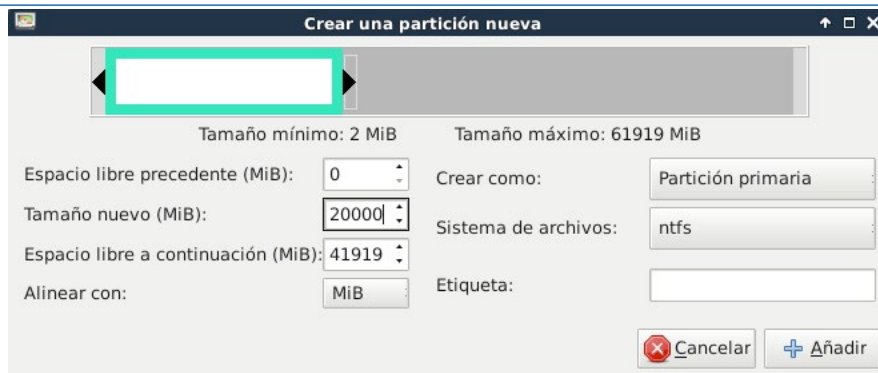 Crear una partición nueva
Tamaño mínimo: 2 MiB Tamaño máximo: 61919 MiB
Espacio libre precedente (MiB): 0
Tamaño nuevo (MiB): 20000
Espacio libre a continuación (MiB): 41919
Alinear con: MiB
Crear como: Partición primaria
Sistema de archivos: ntfs
Etiqueta:
Cancelar Añadir